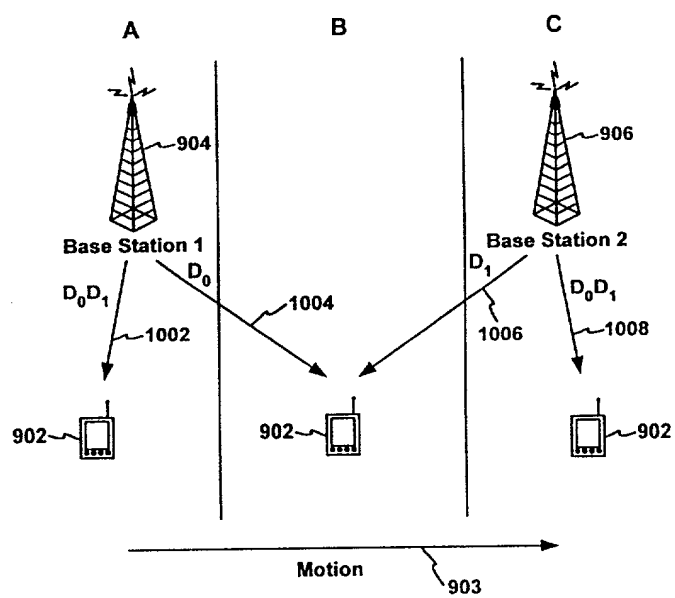 A B C
904 906
Base Station 1 Base Station 2
D₀D₁ D₀ D₁ D₀D₁
1002 1004 1006 1008
902 902 902
Motion
903